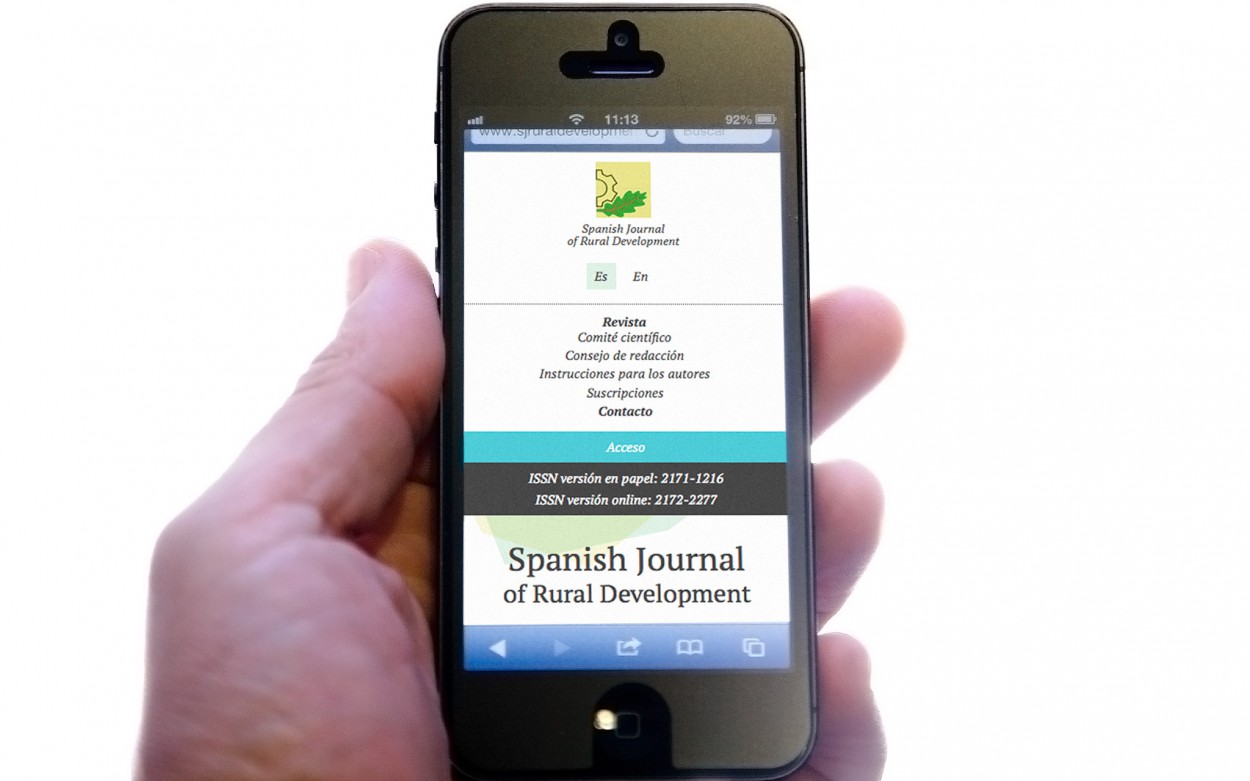 11:13
92%
www.sjruraldevelopmen
Buscar
Spanish Journal
of Rural Development
Es
En
Revista
Comité científico
Consejo de redacción
Instrucciones para los autores
Suscripciones
Contacto
Acceso
ISSN versión en papel: 2171-1216
ISSN versión online: 2172-2277
Spanish Journal
of Rural Development